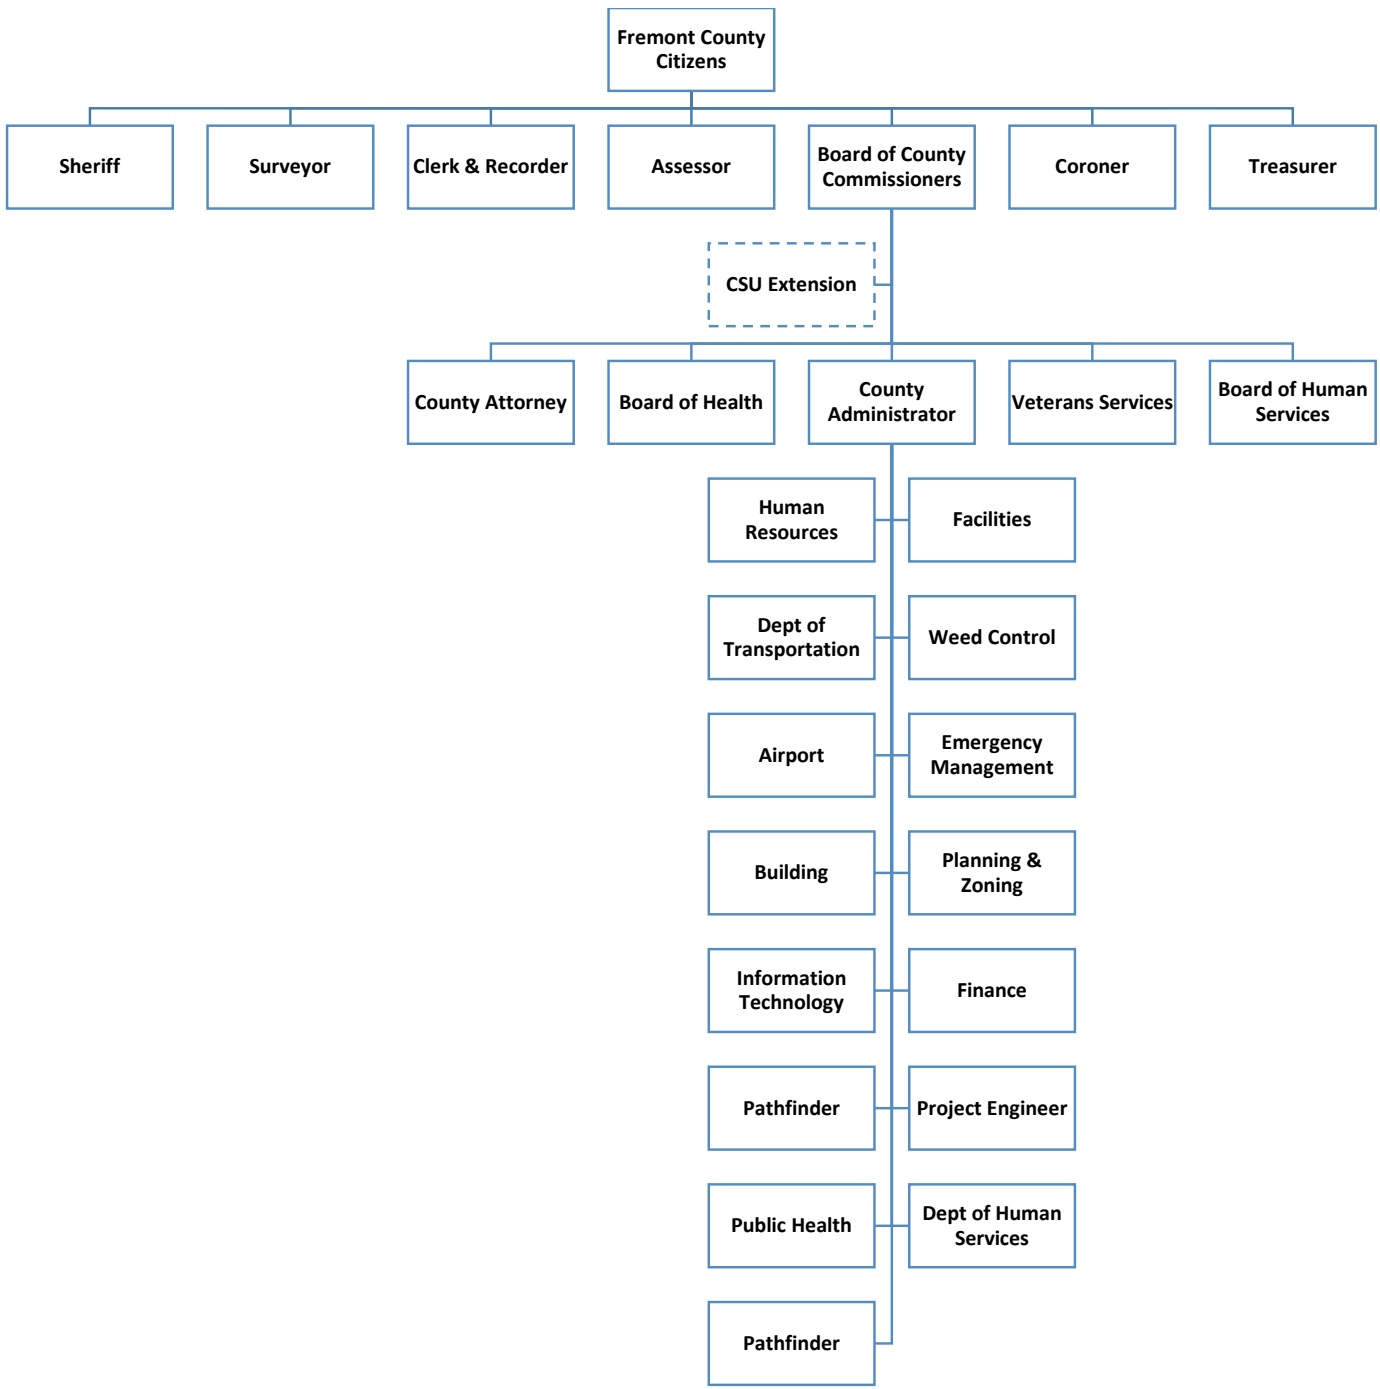 Fremont County
Citizens
Sheriff
Surveyor
Clerk & Recorder
Assessor
Board of County
Commissioners
Coroner
Treasurer
CSU Extension
County Attorney
Board of Health
County
Administrator
Veterans Services
Board of Human
Services
Human
Resources
Facilities
Dept of
Transportation
Weed Control
Airport
Emergency
Management
Building
Planning &
Zoning
Information
Technology
Finance
Pathfinder
Project Engineer
Public Health
Dept of Human
Services
Pathfinder